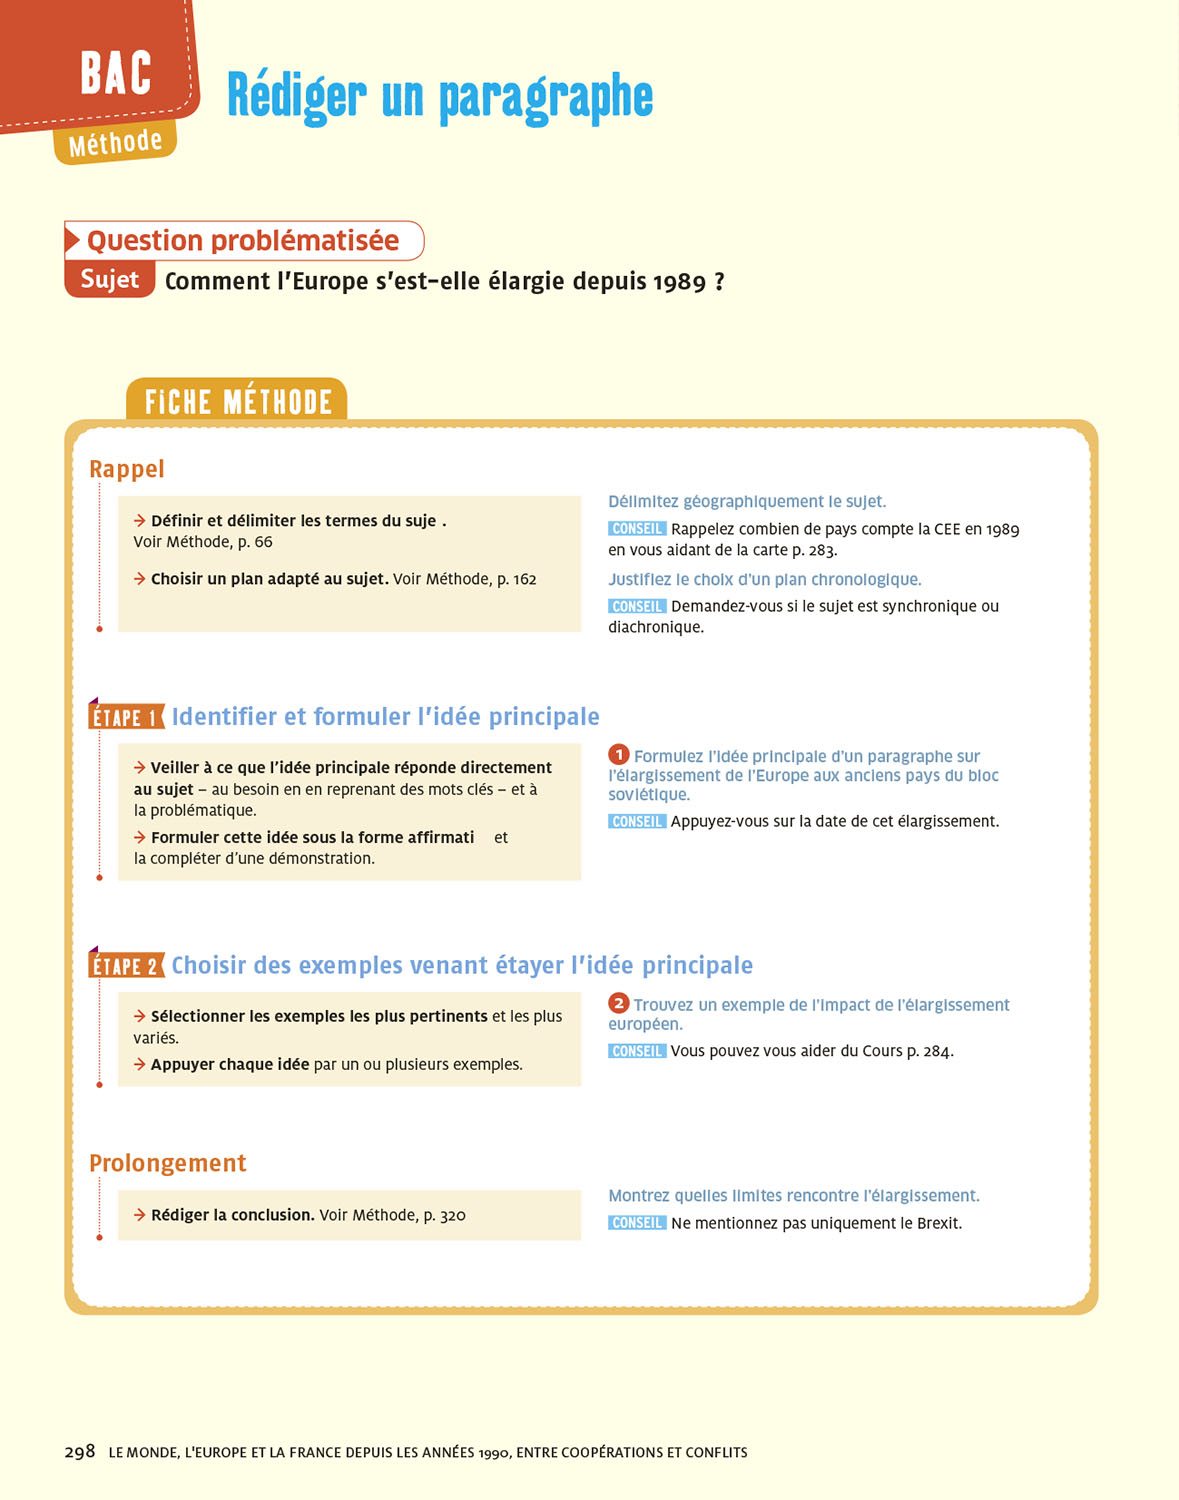 BAC
Méthode
Rédiger un paragraphe
Question problématisée
Sujet Comment l'Europe s'est-elle élargie depuis 1989 ?
FICHE MÉTHODE
Rappel
→ Définir et délimiter les termes du suje .
Voir Méthode, p. 66
→ Choisir un plan adapté au sujet. Voir Méthode, p. 162
Délimitez géographiquement le sujet.
CONSEIL Rappelez combien de pays compte la CEE en 1989
en vous aidant de la carte p. 283.
Justifiez le choix d'un plan chronologique.
CONSEIL Demandez-vous si le sujet est synchronique ou
diachronique.
ÉTAPE 1 Identifier et formuler l'idée principale
→ Veiller à ce que l'idée principale réponde directement
au sujet – au besoin en en reprenant des mots clés – et à
la problématique.
→ Formuler cette idée sous la forme affirmati et
la compléter d'une démonstration.
1 Formulez l'idée principale d'un paragraphe sur
l'élargissement de l'Europe aux anciens pays du bloc
soviétique.
CONSEIL Appuyez-vous sur la date de cet élargissement.
ÉTAPE 2 Choisir des exemples venant étayer l'idée principale
→ Sélectionner les exemples les plus pertinents et les plus
variés.
→ Appuyer chaque idée par un ou plusieurs exemples.
2 Trouvez un exemple de l'impact de l'élargissement
européen.
CONSEIL Vous pouvez vous aider du Cours p. 284.
Prolongement
→ Rédiger la conclusion. Voir Méthode, p. 320
Montrez quelles limites rencontre l'élargissement.
CONSEIL Ne mentionnez pas uniquement le Brexit.
298 LE MONDE, L'EUROPE ET LA FRANCE DEPUIS LES ANNÉES 1990, ENTRE COOPÉRATIONS ET CONFLITS